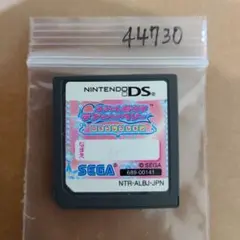 44730
NINTENDO DS
© SEGA
SEGA
689-00141
NTR-ALBJ-JPN